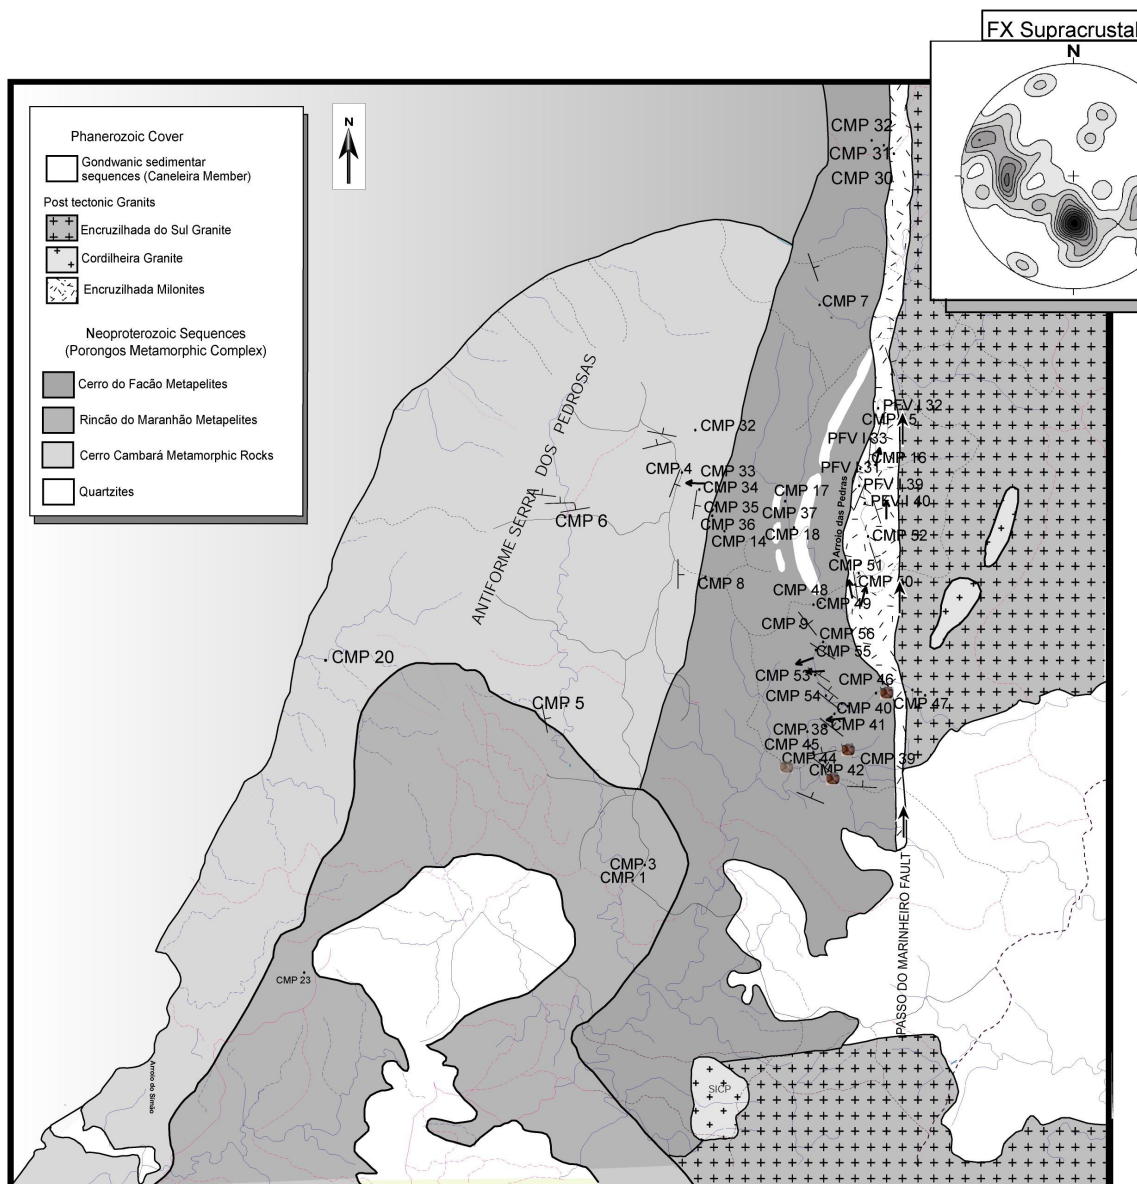 FX Supracrustal
N
Phanerozoic Cover
Gondwanic sedimentar
sequences (Caneleira Member)
Post tectonic Granits
Encruzilhada do Sul Granite
Cordilheira Granite
Encruzilhada Milonites
Neoproterozoic Sequences
(Porongos Metamorphic Complex)
Cerro do Facão Metapelites
Rincão do Maranhão Metapelites
Cerro Cambará Metamorphic Rocks
Quartzites
N
CMP 32
CMP 31
CMP 30
CMP 7
ANTIFORME SERRA DOS PEDROSAS
PFV I 32
CMP 15
CMP 32
PFV I 33
CMP 16
CMP 4
CMP 33
PFV I 31
CMP 34
CMP 17
PFV I 39
CMP 35
CMP 37
PFV I 40
CMP 6
CMP 36
CMP 14
CMP 18
Arroio das Pedras
CMP 52
CMP 51
CMP 8
CMP 50
CMP 48
CMP 49
CMP 9
CMP 56
CMP 55
CMP 20
CMP 53
CMP 46
CMP 54
CMP 47
CMP 5
CMP 40
CMP 38
CMP 41
CMP 45
CMP 44
CMP 39
CMP 42
CMP 3
CMP 1
PASSO DO MARINHEIRO FAULT
CMP 23
Arroio do Simão
SICP